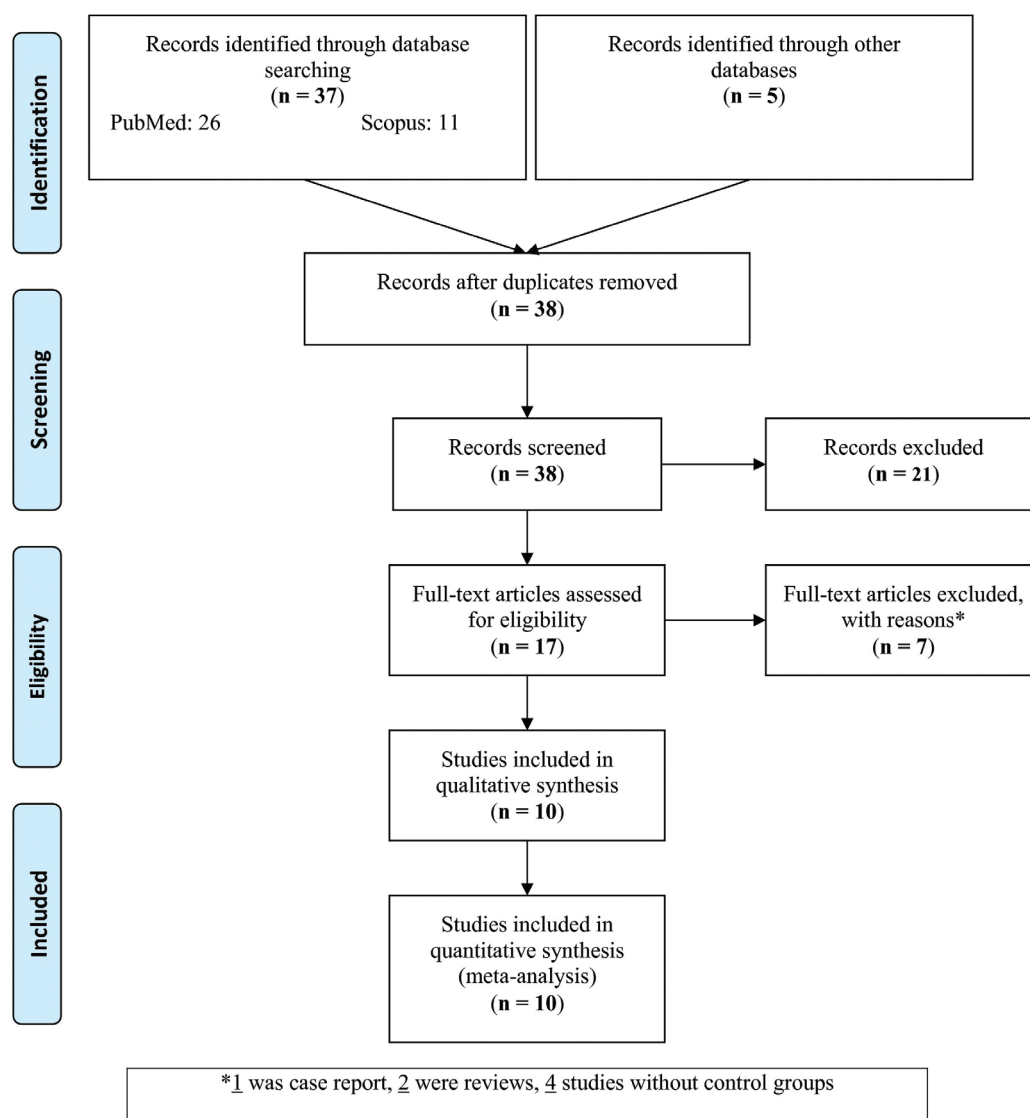 Identification
Records identified through database
searching
(n = 37)
PubMed: 26 Scopus: 11
Records identified through other
databases
(n = 5)
Records after duplicates removed
(n = 38)
Screening
Records screened
(n = 38)
Records excluded
(n = 21)
Eligibility
Full-text articles assessed
for eligibility
(n = 17)
Full-text articles excluded,
with reasons*
(n = 7)
Studies included in
qualitative synthesis
(n = 10)
Included
Studies included in
quantitative synthesis
(meta-analysis)
(n = 10)
*1 was case report, 2 were reviews, 4 studies without control groups